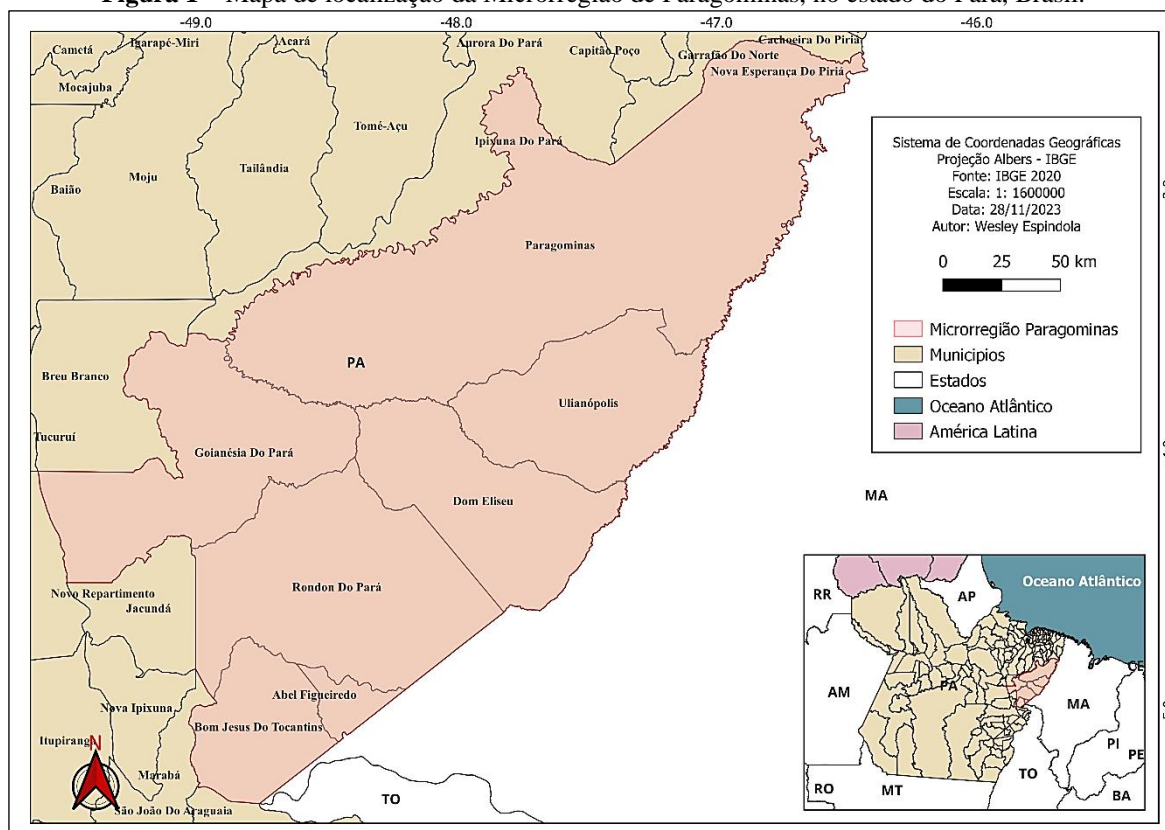 Figura 1 – Mapa de localização da Microrregião de Paragominas, no estado do Pará, Brasil.
-49.0
-48.0
-47.0
-46.0
Cametá
Igarapé-Miri
Acará
Aurora Do Pará
Capitão Poço
Garrafão Do Norte
Cachoeira Do Piriá
Nova Esperança Do Piriá
Mocajuba
Tomé-Açu
Ipixuna Do Pará
Baião
Moju
Tailândia
Paragominas
Breu Branco
PA
Ulianópolis
Tucuruí
Goianésia Do Pará
Dom Eliseu
MA
Rondon Do Pará
Novo Repartimento
Jacundá
Abel Figueiredo
Nova Ipixuna
Bom Jesus Do Tocantins
Itupiranga
N
Marabá
São João Do Araguaia
TO
Sistema de Coordenadas Geográficas
Projeção Albers - IBGE
Fonte: IBGE 2020
Escala: 1: 1600000
Data: 28/11/2023
Autor: Wesley Espindola
0 25 50 km
Microrregião Paragominas
Municipios
Estados
Oceano Atlântico
América Latina
Oceano Atlântico
RR
AP
CE
AM
PA
MA
PI
PE
RO
MT
TO
BA